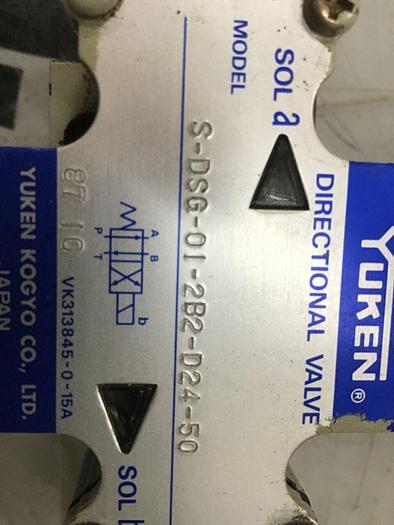 YUKEN®
DIRECTIONAL VALVE
SOL a
MODEL
S-DSG-01-2B2-D24-50
SOL b
A B
P T
b
87 10
VK313845-0-15A
YUKEN KOGYO CO., LTD.
JAPAN